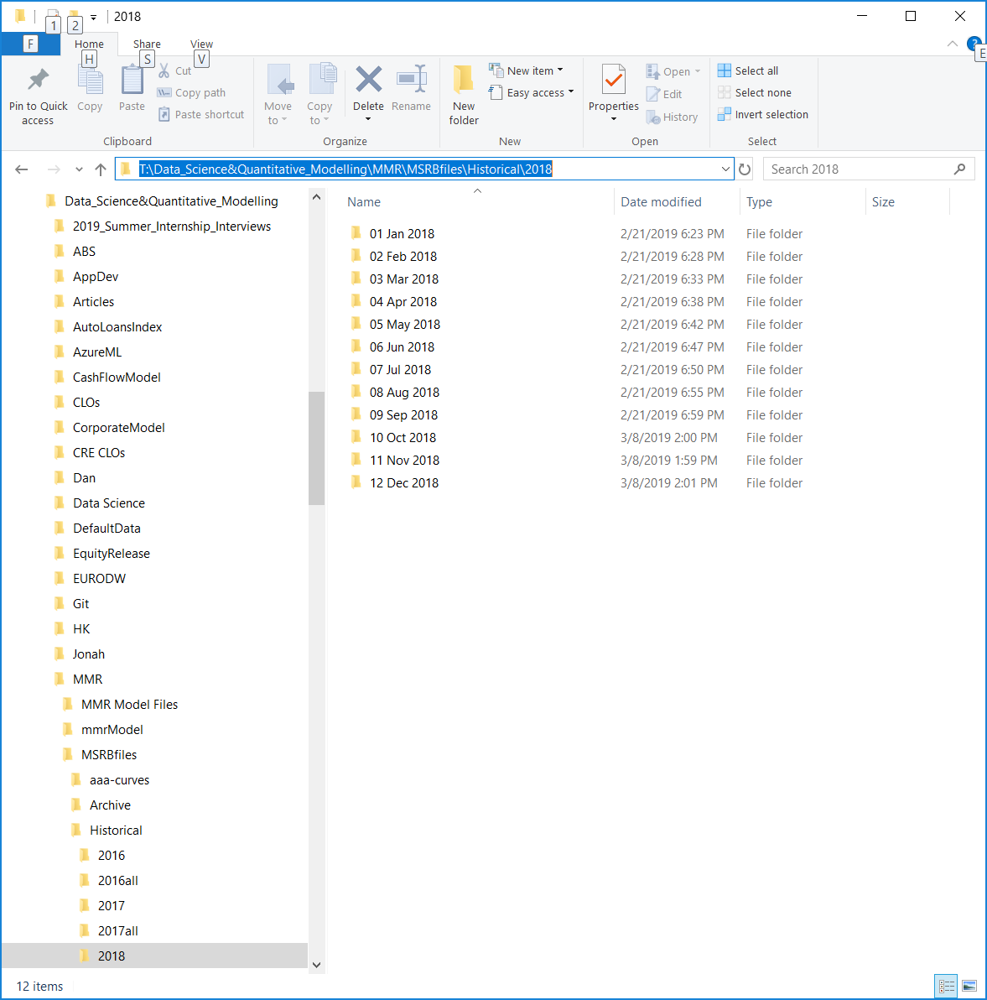 1 2 2018
F Home Share View E
H S V
Pin to Quick access
Copy
Paste
Cut
Copy path
Paste shortcut
Clipboard
Move to
Copy to
Delete
Rename
Organize
New folder
New item
Easy access
New
Properties
Open
Edit
History
Open
Select all
Select none
Invert selection
Select
T:\Data_Science&Quantitative_Modelling\MMR\MSRBfiles\Historical\2018
Search 2018
Data_Science&Quantitative_Modelling
2019_Summer_Internship_Interviews
ABS
AppDev
Articles
AutoLoansIndex
AzureML
CashFlowModel
CLOs
CorporateModel
CRE CLOs
Dan
Data Science
DefaultData
EquityRelease
EURODW
Git
HK
Jonah
MMR
MMR Model Files
mmrModel
MSRBfiles
aaa-curves
Archive
Historical
2016
2016all
2017
2017all
2018
Name Date modified Type Size
01 Jan 2018 2/21/2019 6:23 PM File folder
02 Feb 2018 2/21/2019 6:28 PM File folder
03 Mar 2018 2/21/2019 6:33 PM File folder
04 Apr 2018 2/21/2019 6:38 PM File folder
05 May 2018 2/21/2019 6:42 PM File folder
06 Jun 2018 2/21/2019 6:47 PM File folder
07 Jul 2018 2/21/2019 6:50 PM File folder
08 Aug 2018 2/21/2019 6:55 PM File folder
09 Sep 2018 2/21/2019 6:59 PM File folder
10 Oct 2018 3/8/2019 2:00 PM File folder
11 Nov 2018 3/8/2019 1:59 PM File folder
12 Dec 2018 3/8/2019 2:01 PM File folder
12 items